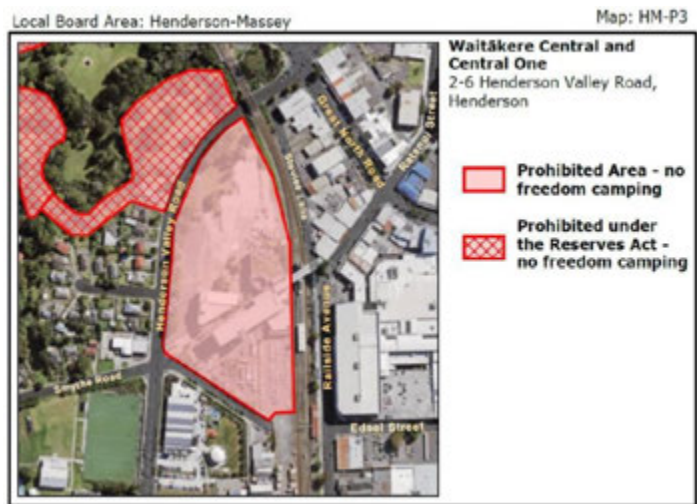 Local Board Area: Henderson-Massey
Map: HM-P3
Waitākere Central and
Central One
2-6 Henderson Valley Road,
Henderson
Prohibited Area - no
freedom camping
Prohibited under
the Reserves Act -
no freedom camping
Great North Road
Henderson Valley Road
Railside Avenue
Smythe Road
Edsel Street